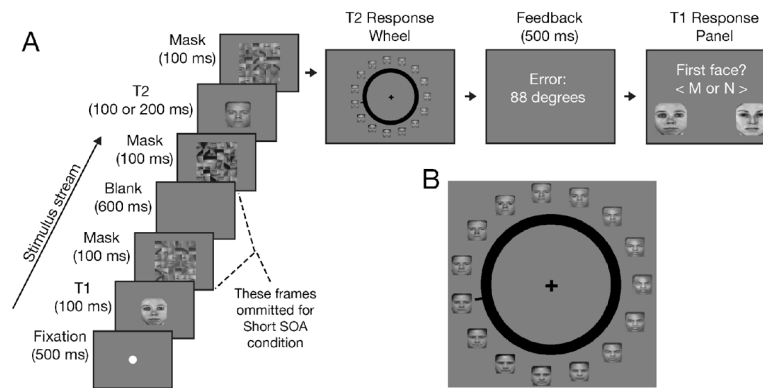 A
Mask
(100 ms)
T2
(100 or 200 ms)
Mask
(100 ms)
Blank
(600 ms)
Mask
(100 ms)
T1
(100 ms)
Fixation
(500 ms)
Stimulus stream
These frames
ommitted for
Short SOA
condition
T2 Response
Wheel
Feedback
(500 ms)
Error:
88 degrees
T1 Response
Panel
First face?
< M or N >
B